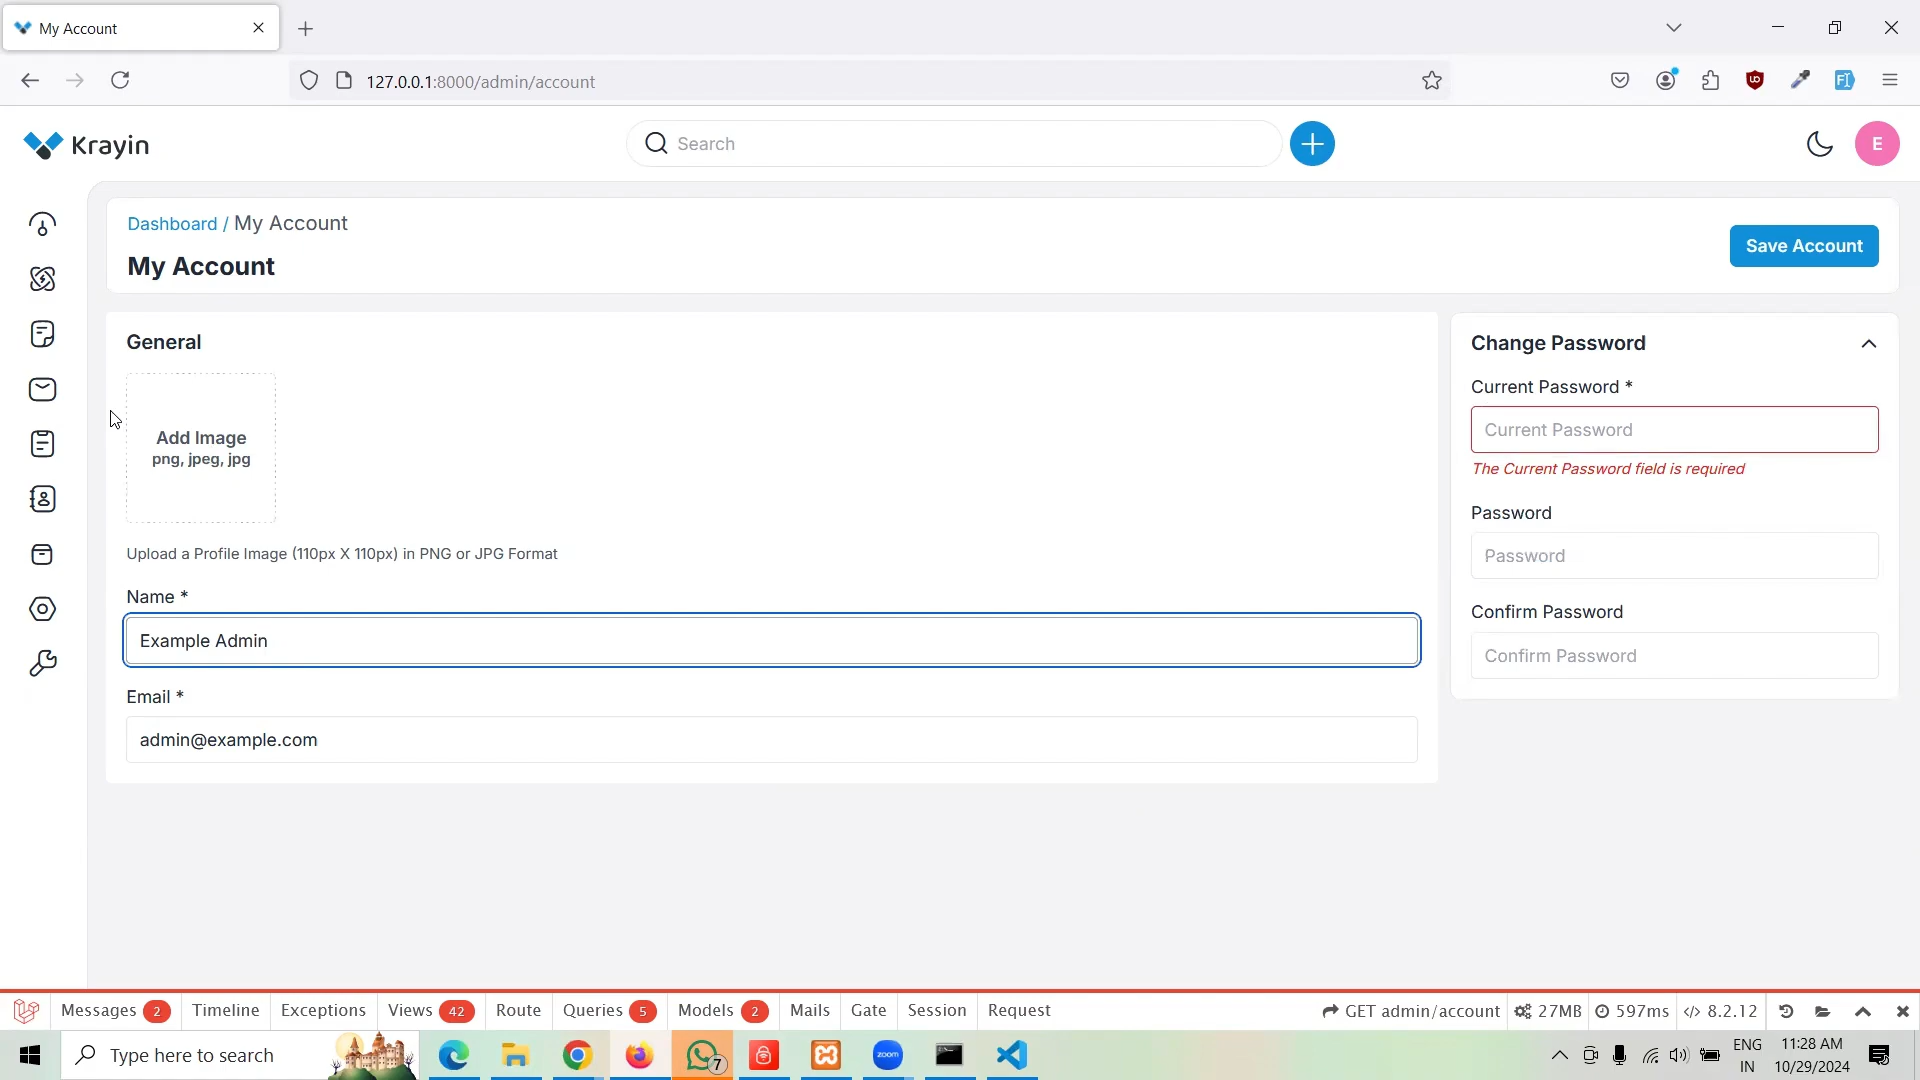 My Account
127.0.0.1:8000/admin/account
Krayin
Search
E
Dashboard / My Account
My Account
Save Account
General
Add Image
png, jpeg, jpg
Upload a Profile Image (110px X 110px) in PNG or JPG Format
Name *
Example Admin
Email *
admin@example.com
Change Password
Current Password *
Current Password
The Current Password field is required
Password
Password
Confirm Password
Confirm Password
Messages 2 Timeline Exceptions Views 42 Route Queries 5 Models 2 Mails Gate Session Request GET admin/account 27MB 597ms 8.2.12
Type here to search
zoom
7
ENG
IN
11:28 AM
10/29/2024